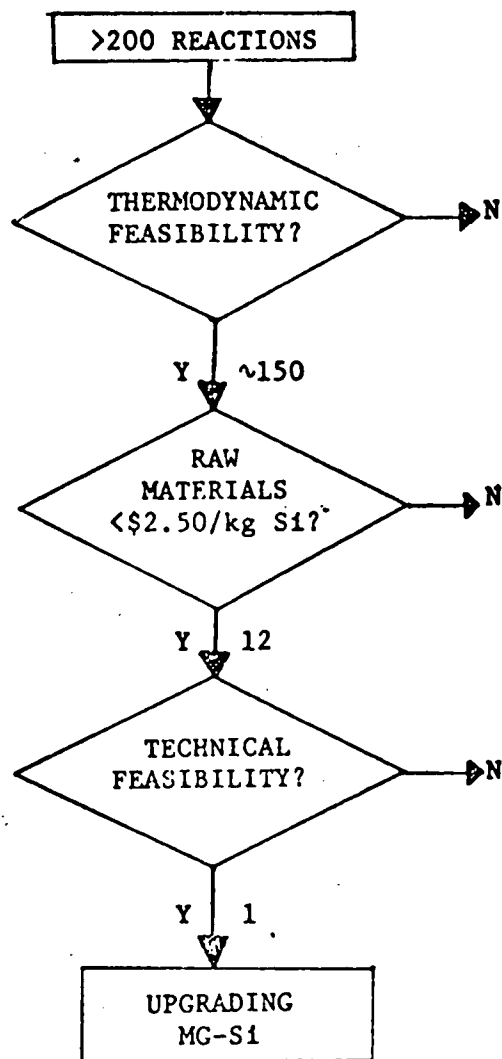 >200 REACTIONS
THERMODYNAMIC
FEASIBILITY?
N
Y ~150
RAW
MATERIALS
<$2.50/kg Si?
N
Y 12
TECHNICAL
FEASIBILITY?
N
Y 1
UPGRADING
MG-Si